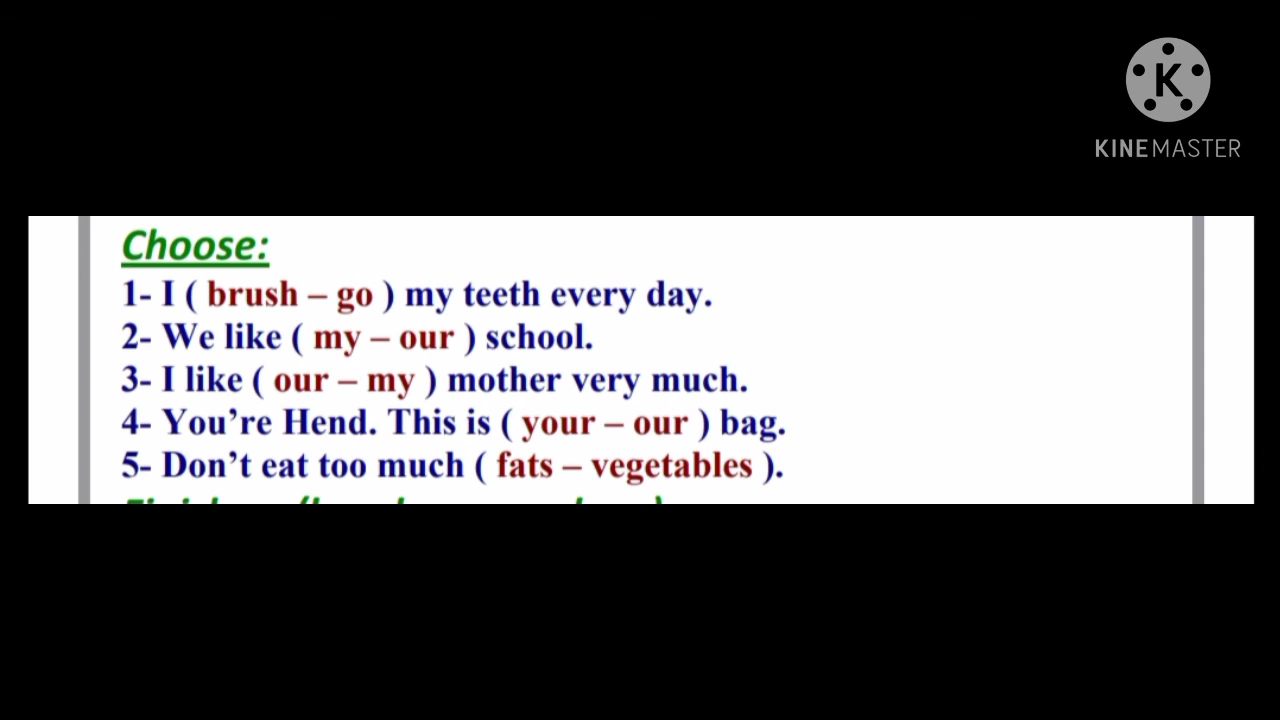 K
KINEMASTER
Choose:
1- I ( brush – go ) my teeth every day.
2- We like ( my – our ) school.
3- I like ( our – my ) mother very much.
4- You’re Hend. This is ( your – our ) bag.
5- Don’t eat too much ( fats – vegetables ).